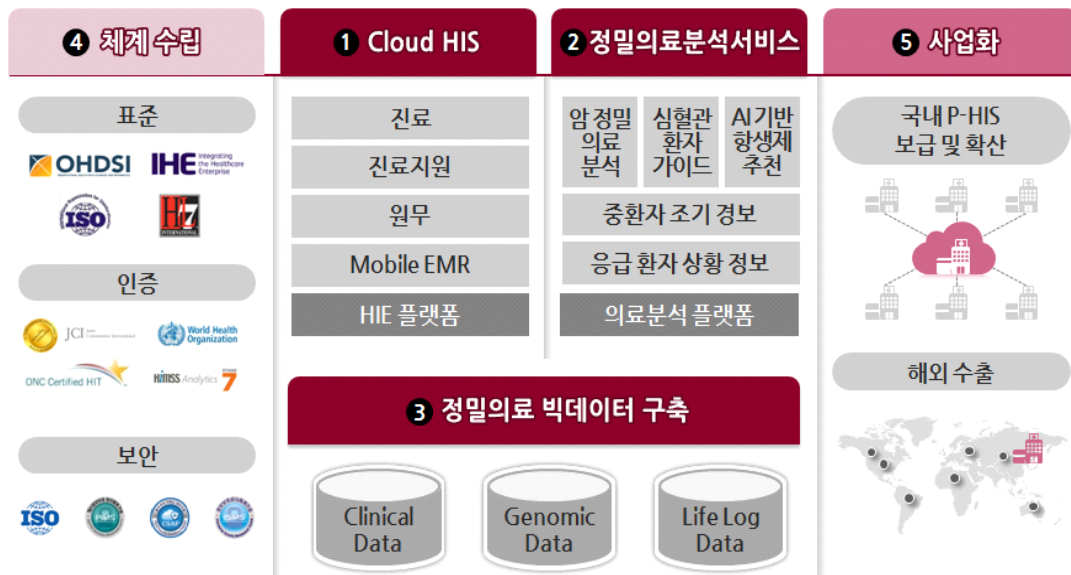 ❹ 체계 수립
표준
OHDSI
IHE Integrating
the Healthcare
Enterprise
ISO
HL7
INTERNATIONAL
인증
JCI
World Health
Organization
ONC Certified HIT
HIMSS Analytics STAGE 7
보안
ISO
PIMS
CSAP
ISMS
❶ Cloud HIS
진료
진료지원
원무
Mobile EMR
HIE 플랫폼
❷ 정밀의료분석서비스
암 정밀
의료
분석
심혈관
환자
가이드
AI 기반
항생제
추천
중환자 조기 경보
응급 환자 상황 정보
의료분석 플랫폼
❸ 정밀의료 빅데이터 구축
Clinical
Data
Genomic
Data
Life Log
Data
❺ 사업화
국내 P-HIS
보급 및 확산
해외 수출